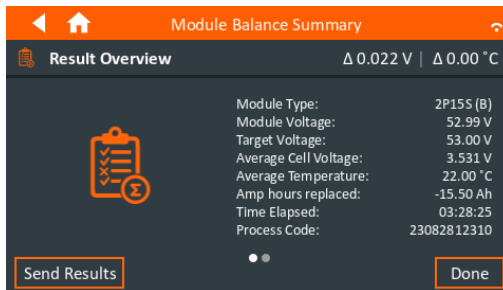 Module Balance Summary
Result Overview Δ 0.022 V | Δ 0.00 °C
Module Type: 2P15S (B)
Module Voltage: 52.99 V
Target Voltage: 53.00 V
Average Cell Voltage: 3.531 V
Average Temperature: 22.00 °C
Amp hours replaced: -15.50 Ah
Time Elapsed: 03:28:25
Process Code: 23082812310
Send Results Done